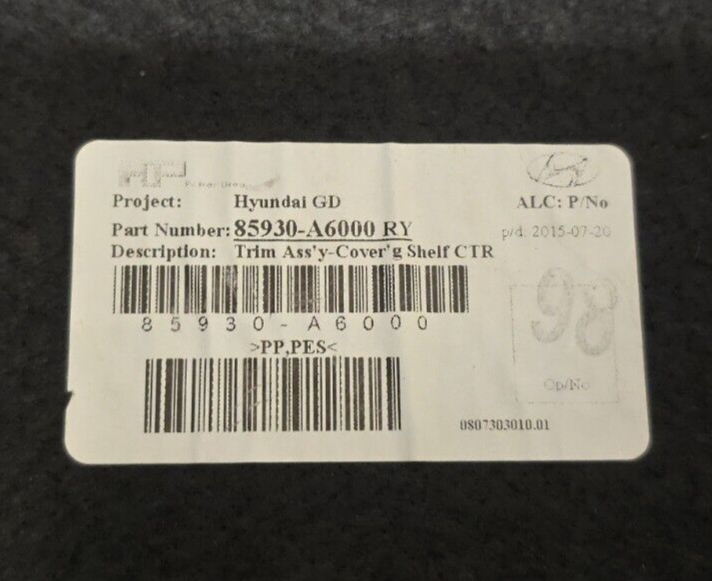 Project: Hyundai GD
ALC: P/No
Part Number: 85930-A6000 RY
p/d. 2015-07-20
Description: Trim Ass'y-Cover'g Shelf CTR
85930-A6000
>PP,PES<
Op/No
0807303010.01